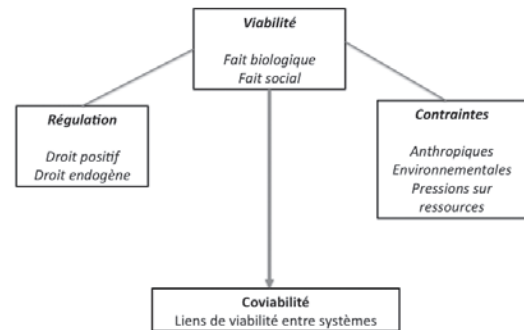 Viabilité
Fait biologique
Fait social
Régulation
Droit positif
Droit endogène
Contraintes
Anthropiques
Environnementales
Pressions sur
ressources
Coviabilité
Liens de viabilité entre systèmes